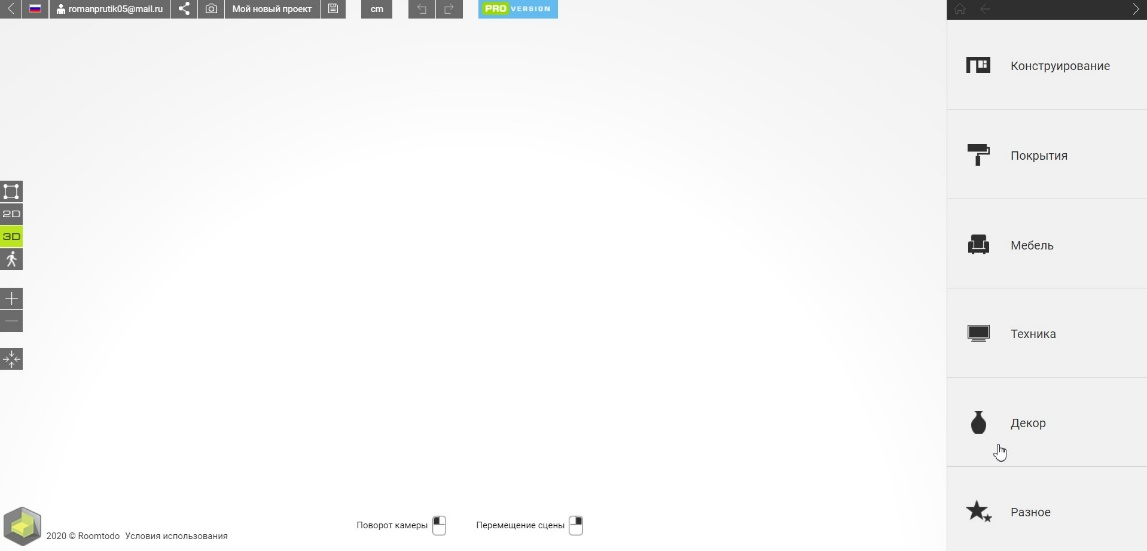 romanprutik05@mail.ru Мой новый проект cm PRO VERSION
Конструирование
Покрытия
2D
3D
Мебель
Техника
Декор
Разное
Поворот камеры Перемещение сцены
2020 © Roomtodo Условия использования